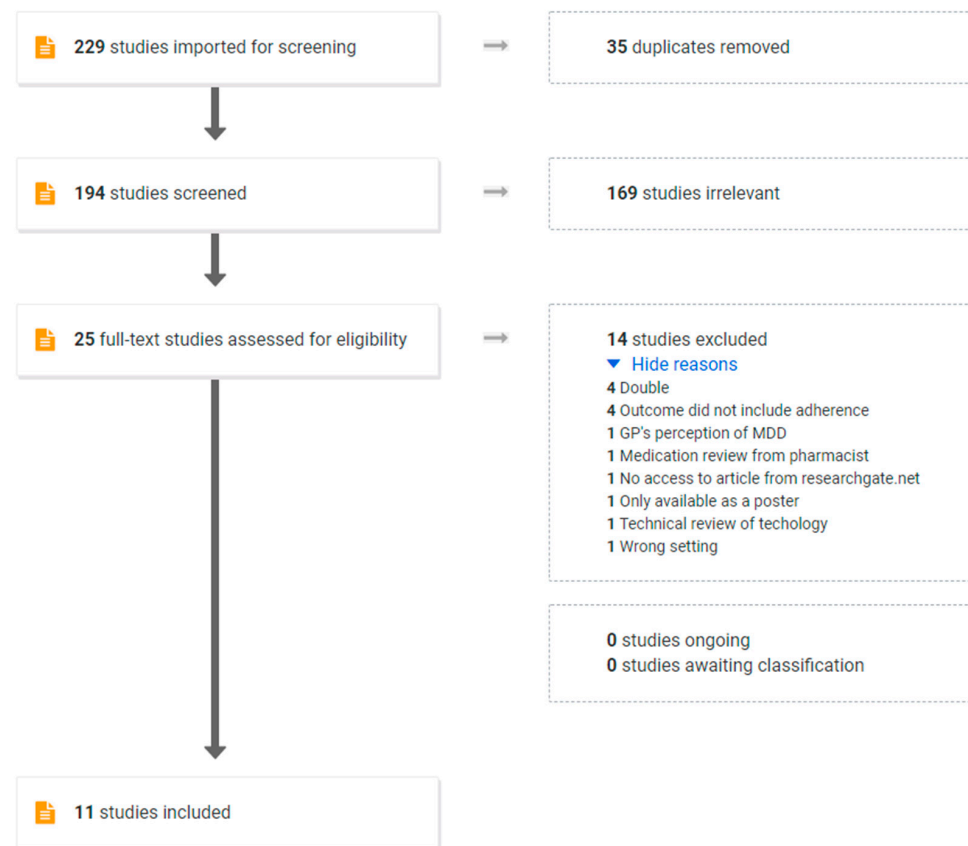 229 studies imported for screening
35 duplicates removed
194 studies screened
169 studies irrelevant
25 full-text studies assessed for eligibility
14 studies excluded
Hide reasons
4 Double
4 Outcome did not include adherence
1 GP's perception of MDD
1 Medication review from pharmacist
1 No access to article from researchgate.net
1 Only available as a poster
1 Technical review of techology
1 Wrong setting
0 studies ongoing
0 studies awaiting classification
11 studies included